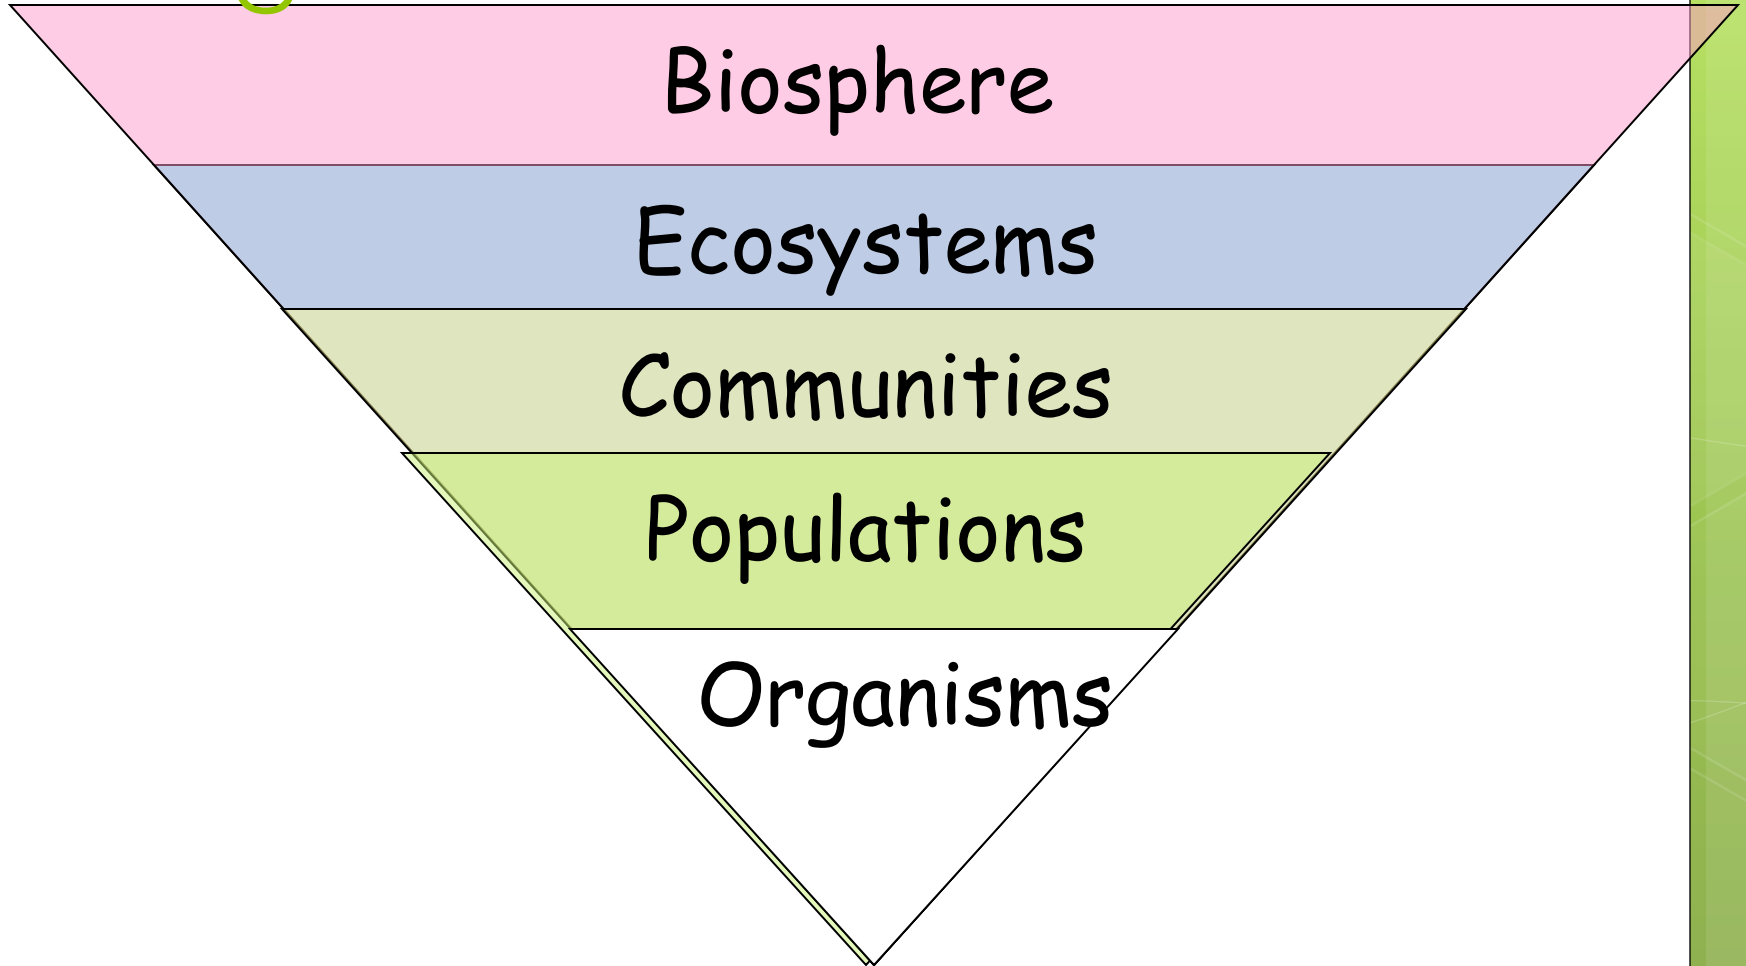 Biosphere
Ecosystems
Communities
Populations
Organisms